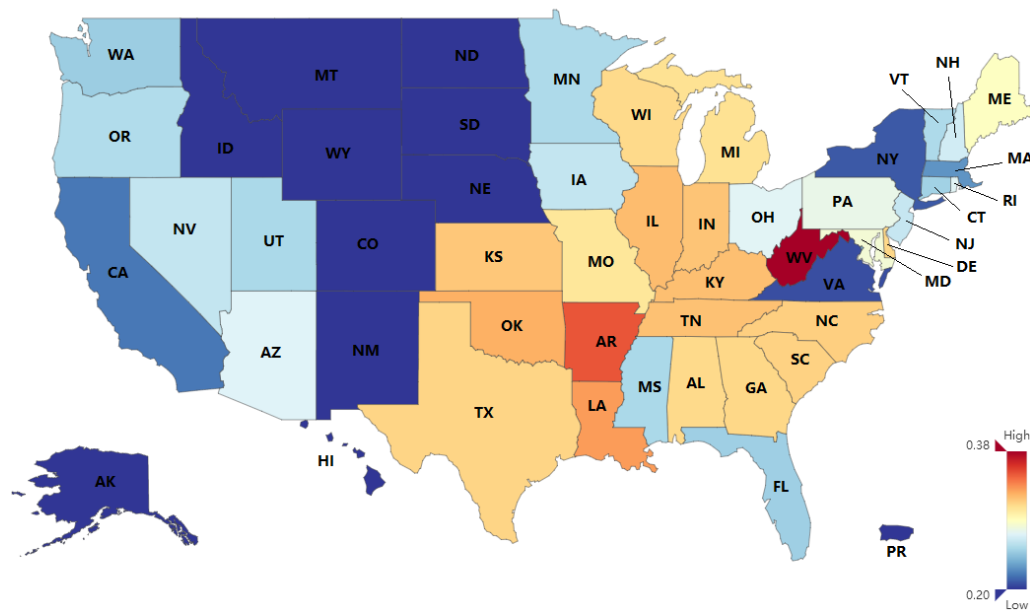 WA
MT
ND
MN
VT
NH
ME
OR
ID
SD
WI
MI
NY
MA
WY
NE
IA
RI
CT
NV
UT
CO
IL
IN
OH
PA
NJ
CA
KS
MO
WV
DE
MD
KY
VA
AZ
NM
OK
AR
TN
NC
SC
TX
LA
MS
AL
GA
High
0.38
HI
AK
FL
PR
0.20
Low